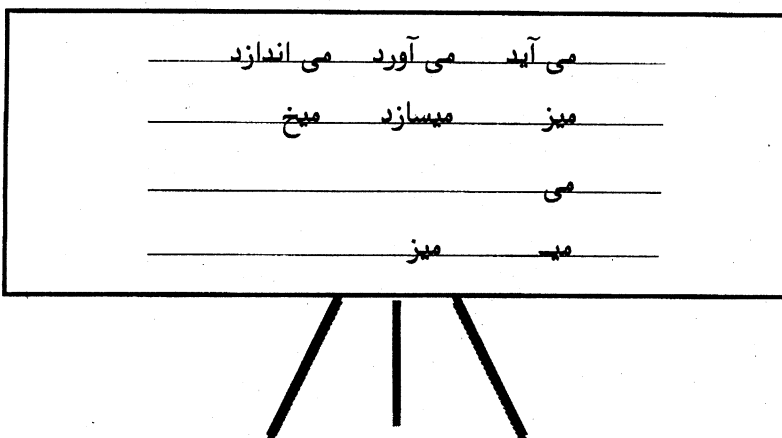 می آید می آورد می اندازد
میز میسازد میخ
می
میـ میز